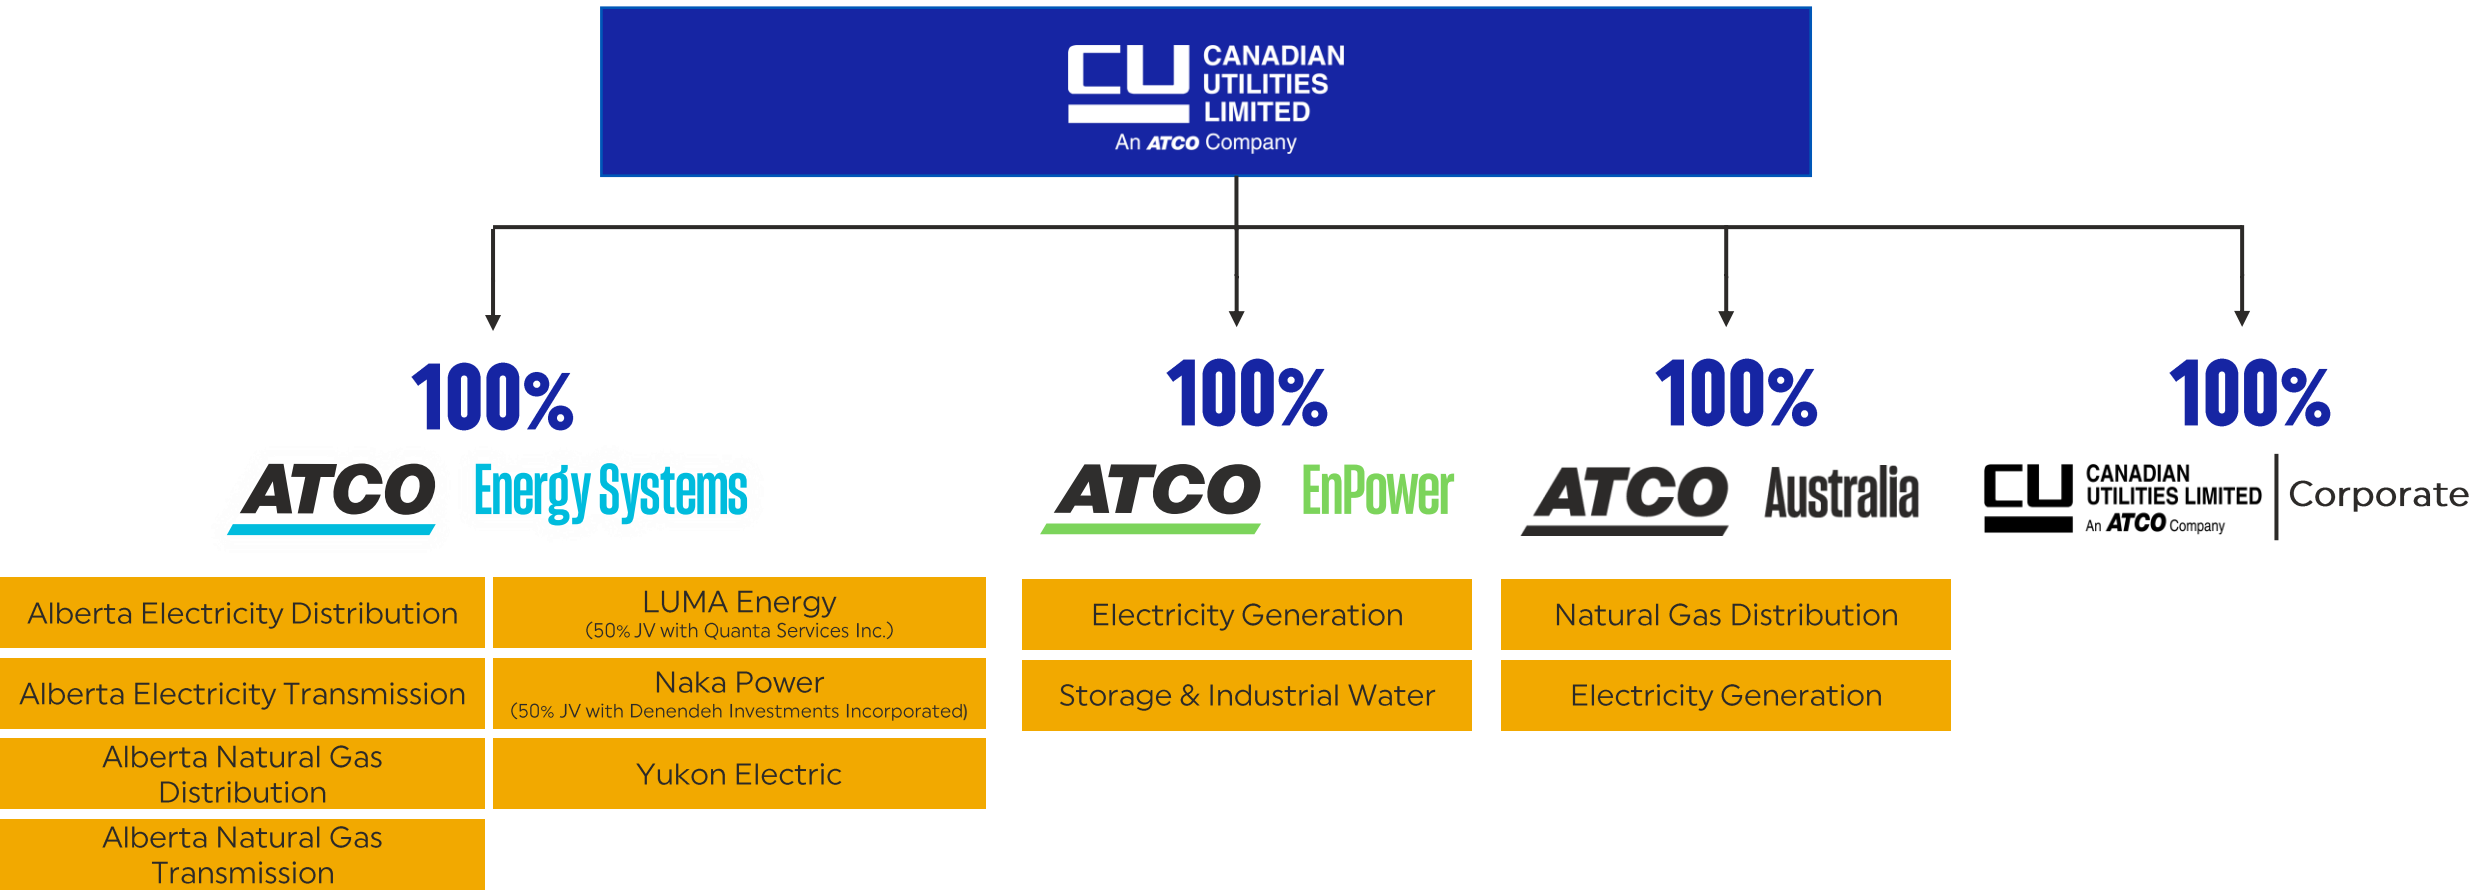 CU CANADIAN
UTILITIES
LIMITED
An ATCO Company
100%
ATCO Energy Systems
Alberta Electricity Distribution
Alberta Electricity Transmission
Alberta Natural Gas
Distribution
Alberta Natural Gas
Transmission
LUMA Energy
(50% JV with Quanta Services Inc.)
Naka Power
(50% JV with Denendeh Investments Incorporated)
Yukon Electric
100%
ATCO EnPower
Electricity Generation
Storage & Industrial Water
100%
ATCO Australia
Natural Gas Distribution
Electricity Generation
100%
CU CANADIAN
UTILITIES LIMITED
An ATCO Company
Corporate